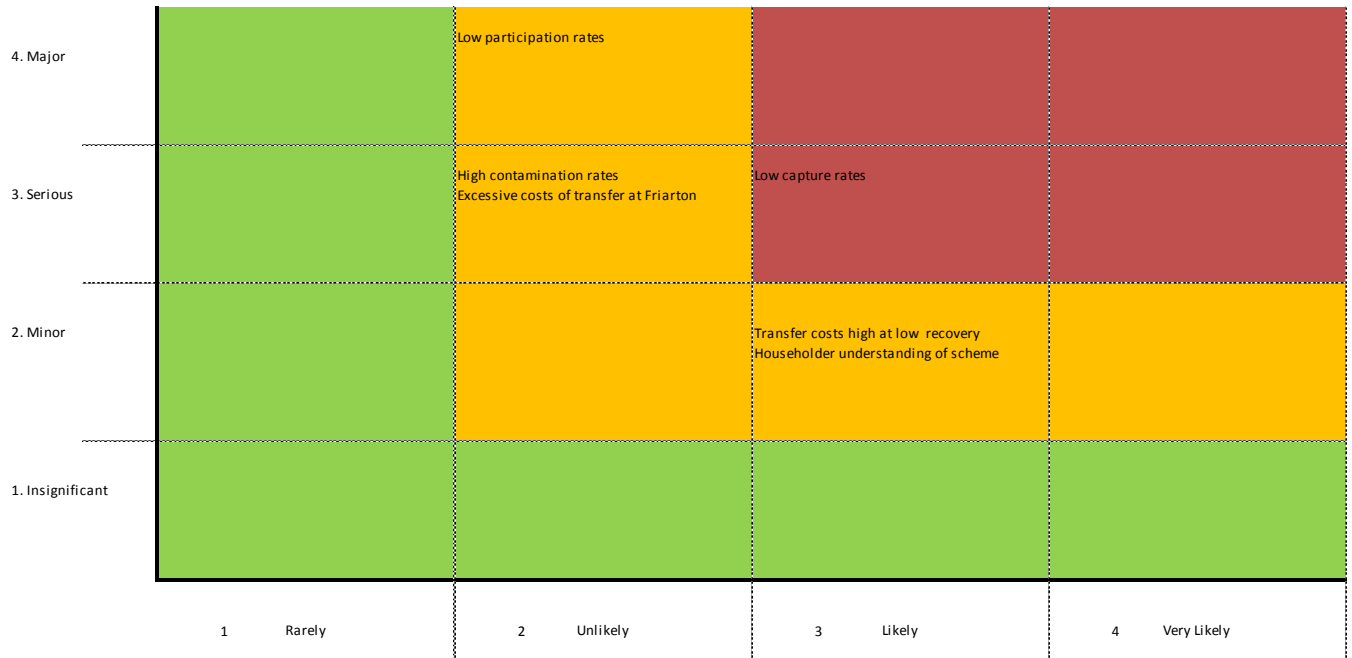 4. Major
Low participation rates
3. Serious
High contamination rates
Excessive costs of transfer at Friarton
Low capture rates
2. Minor
Transfer costs high at low recovery
Householder understanding of scheme
1. Insignificant
1 Rarely
2 Unlikely
3 Likely
4 Very Likely